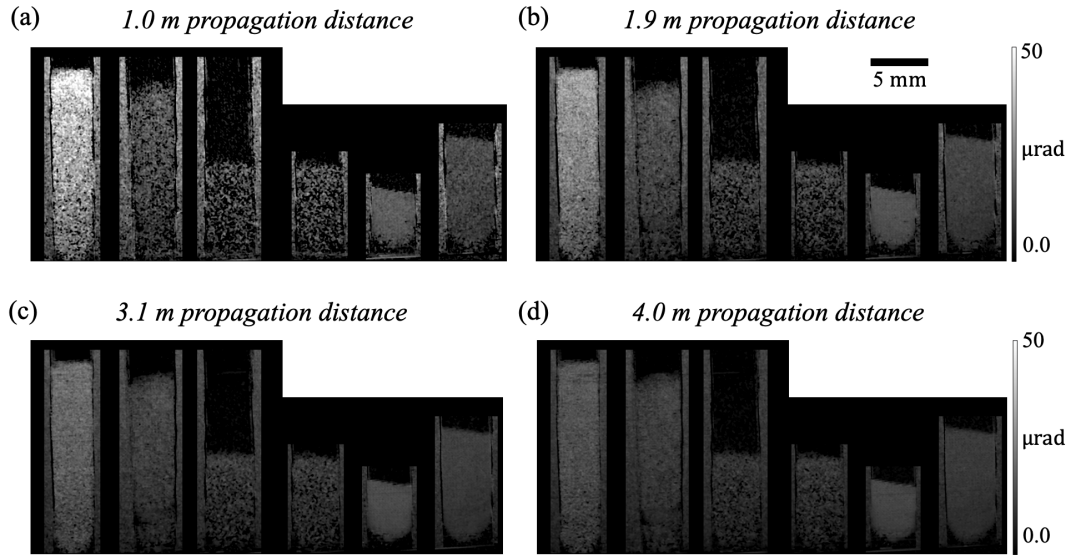 (a) 1.0 m propagation distance
(b) 1.9 m propagation distance
5 mm
50
μrad
0.0
(c) 3.1 m propagation distance
(d) 4.0 m propagation distance
50
μrad
0.0